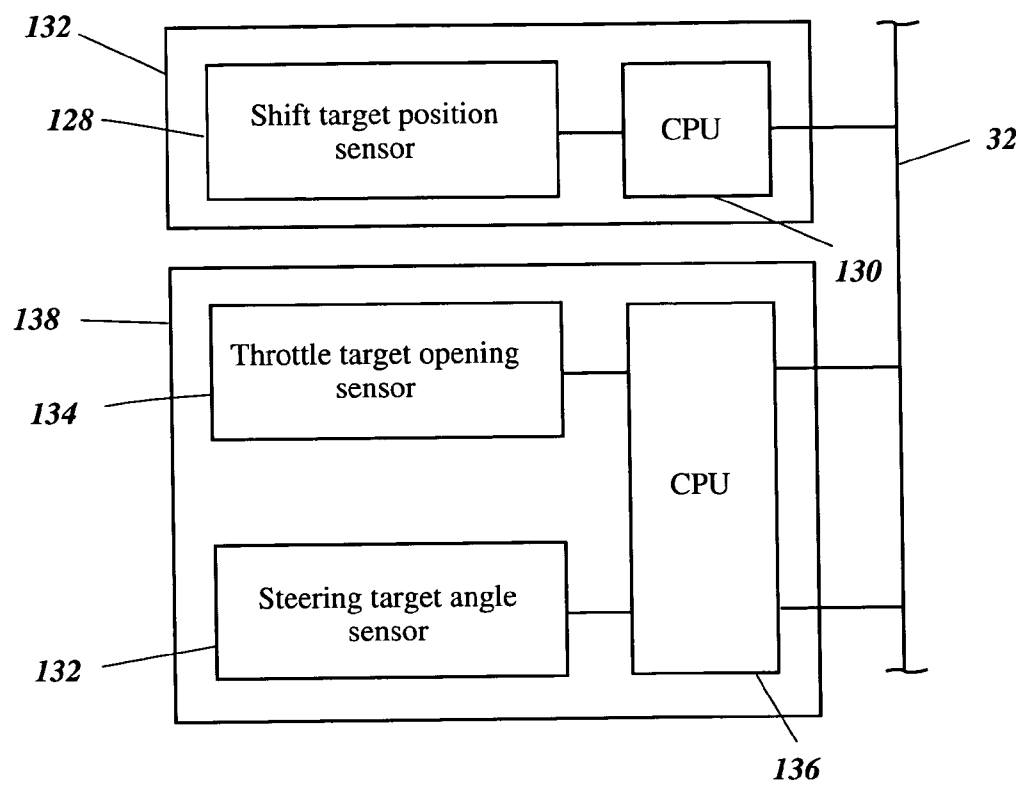 132
128
Shift target position
sensor
CPU
32
130
138
Throttle target opening
sensor
134
CPU
Steering target angle
sensor
132
136